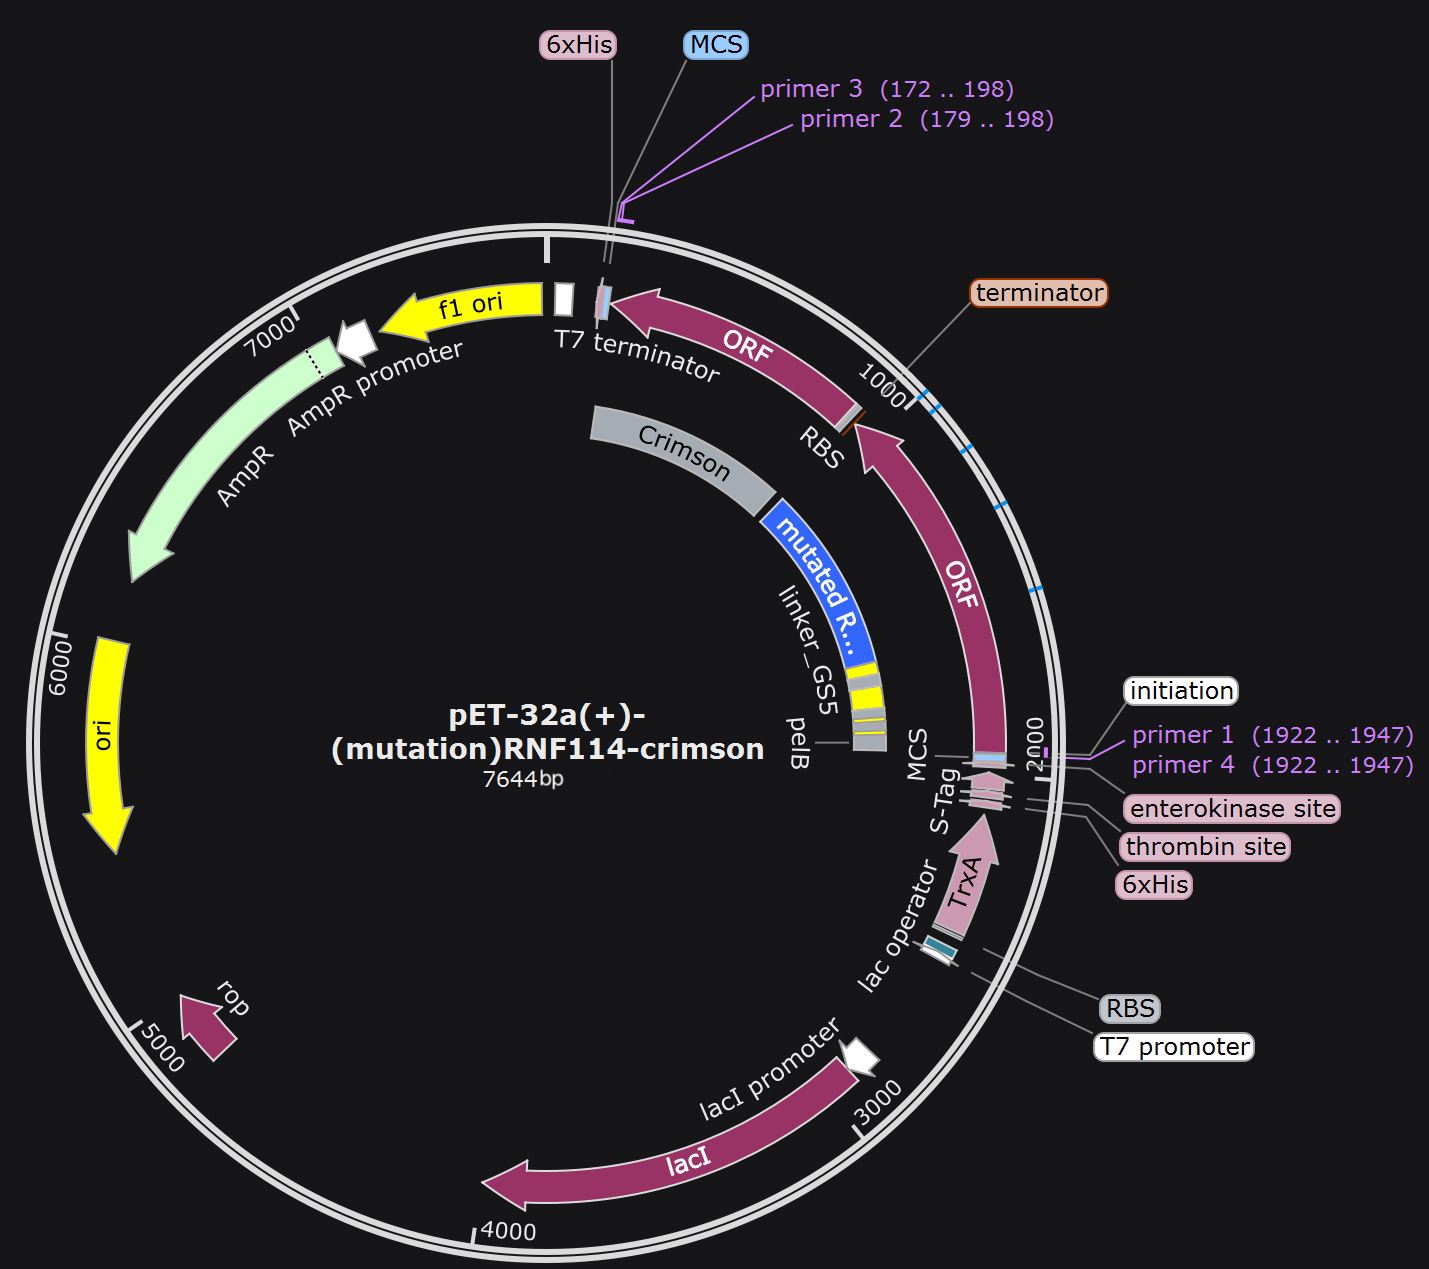 6xHis
MCS
primer 3 (172 .. 198)
primer 2 (179 .. 198)
terminator
f1 ori
T7 terminator
ORF
1000
7000
AmpR promoter
AmpR
RBS
Crimson
mutated R...
ORF
linker_GS5
6000
ori
pelB
pET-32a(+)-
(mutation)RNF114-crimson
7644bp
MCS
2000
initiation
primer 1 (1922 .. 1947)
primer 4 (1922 .. 1947)
S-Tag
enterokinase site
thrombin site
6xHis
TrxA
lac operator
RBS
T7 promoter
rop
5000
lacI promoter
3000
lacI
4000